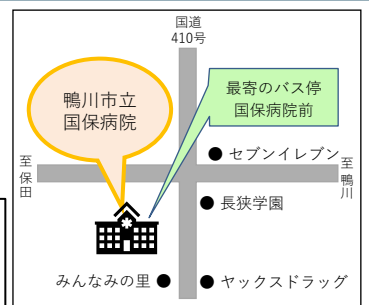 国道
410号
鴨川市立
国保病院
最寄のバス停
国保病院前
セブンイレブン
至保田
至鴨川
長狭学園
みんなみの里
ヤックスドラッグ